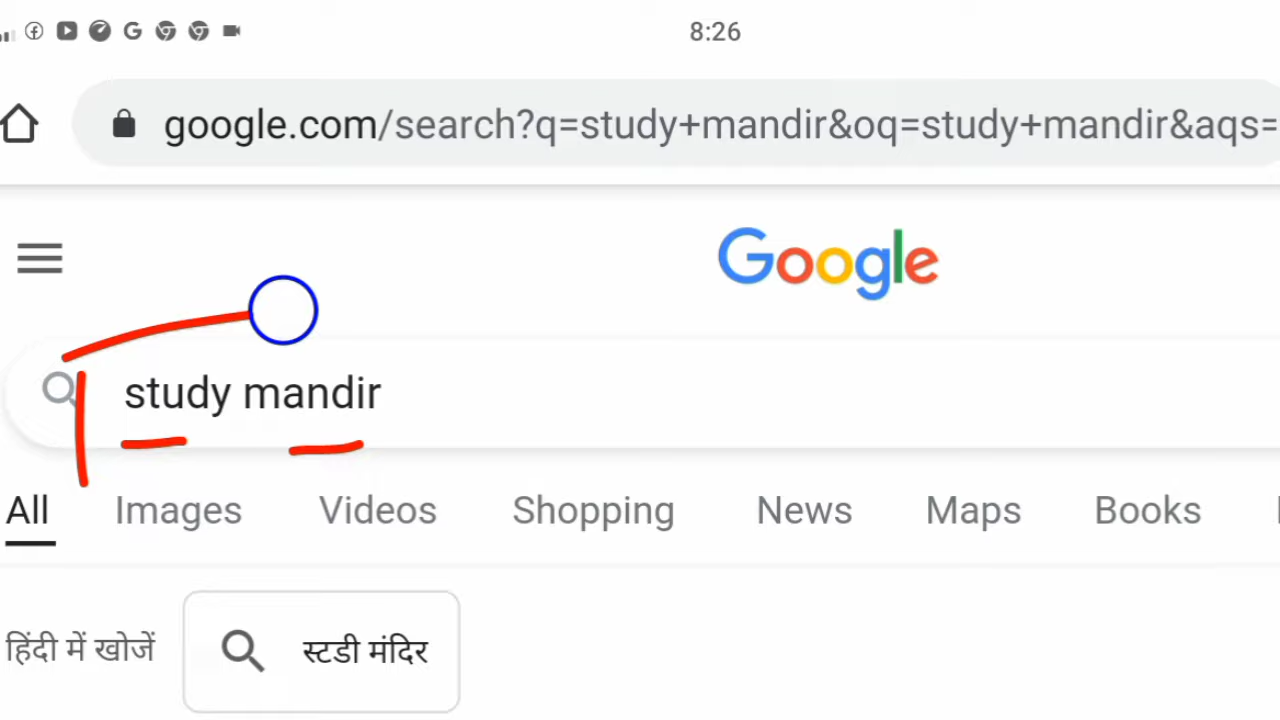 8:26
google.com/search?q=study+mandir&oq=study+mandir&aqs=
Google
study mandir
All Images Videos Shopping News Maps Books
हिंदी में खोजें स्टडी मंदिर